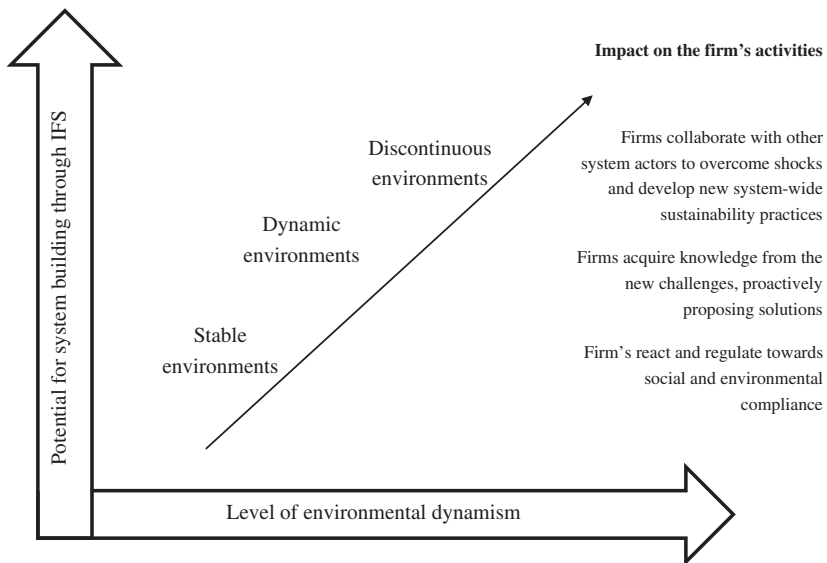 Potential for system building through IFS
Impact on the firm's activities
Discontinuous
environments
Firms collaborate with other
system actors to overcome shocks
and develop new system-wide
sustainability practices
Dynamic
environments
Firms acquire knowledge from the
new challenges, proactively
proposing solutions
Stable
environments
Firm's react and regulate towards
social and environmental
compliance
Level of environmental dynamism